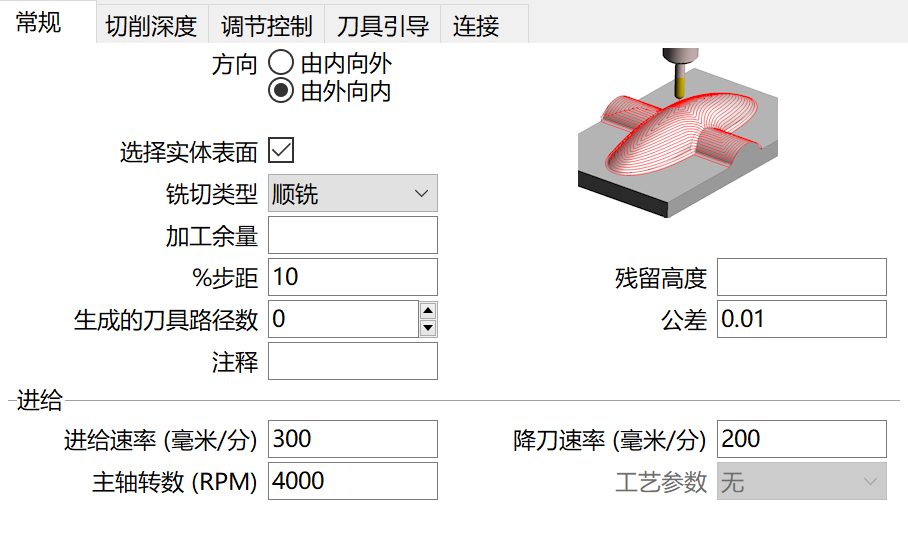 常规 切削深度 调节控制 刀具引导 连接
方向 由内向外
由外向内
选择实体表面
铣切类型 顺铣
加工余量
%步距 10 残留高度
生成的刀具路径数 0 公差 0.01
注释
进给
进给速率 (毫米/分) 300 降刀速率 (毫米/分) 200
主轴转数 (RPM) 4000 工艺参数 无